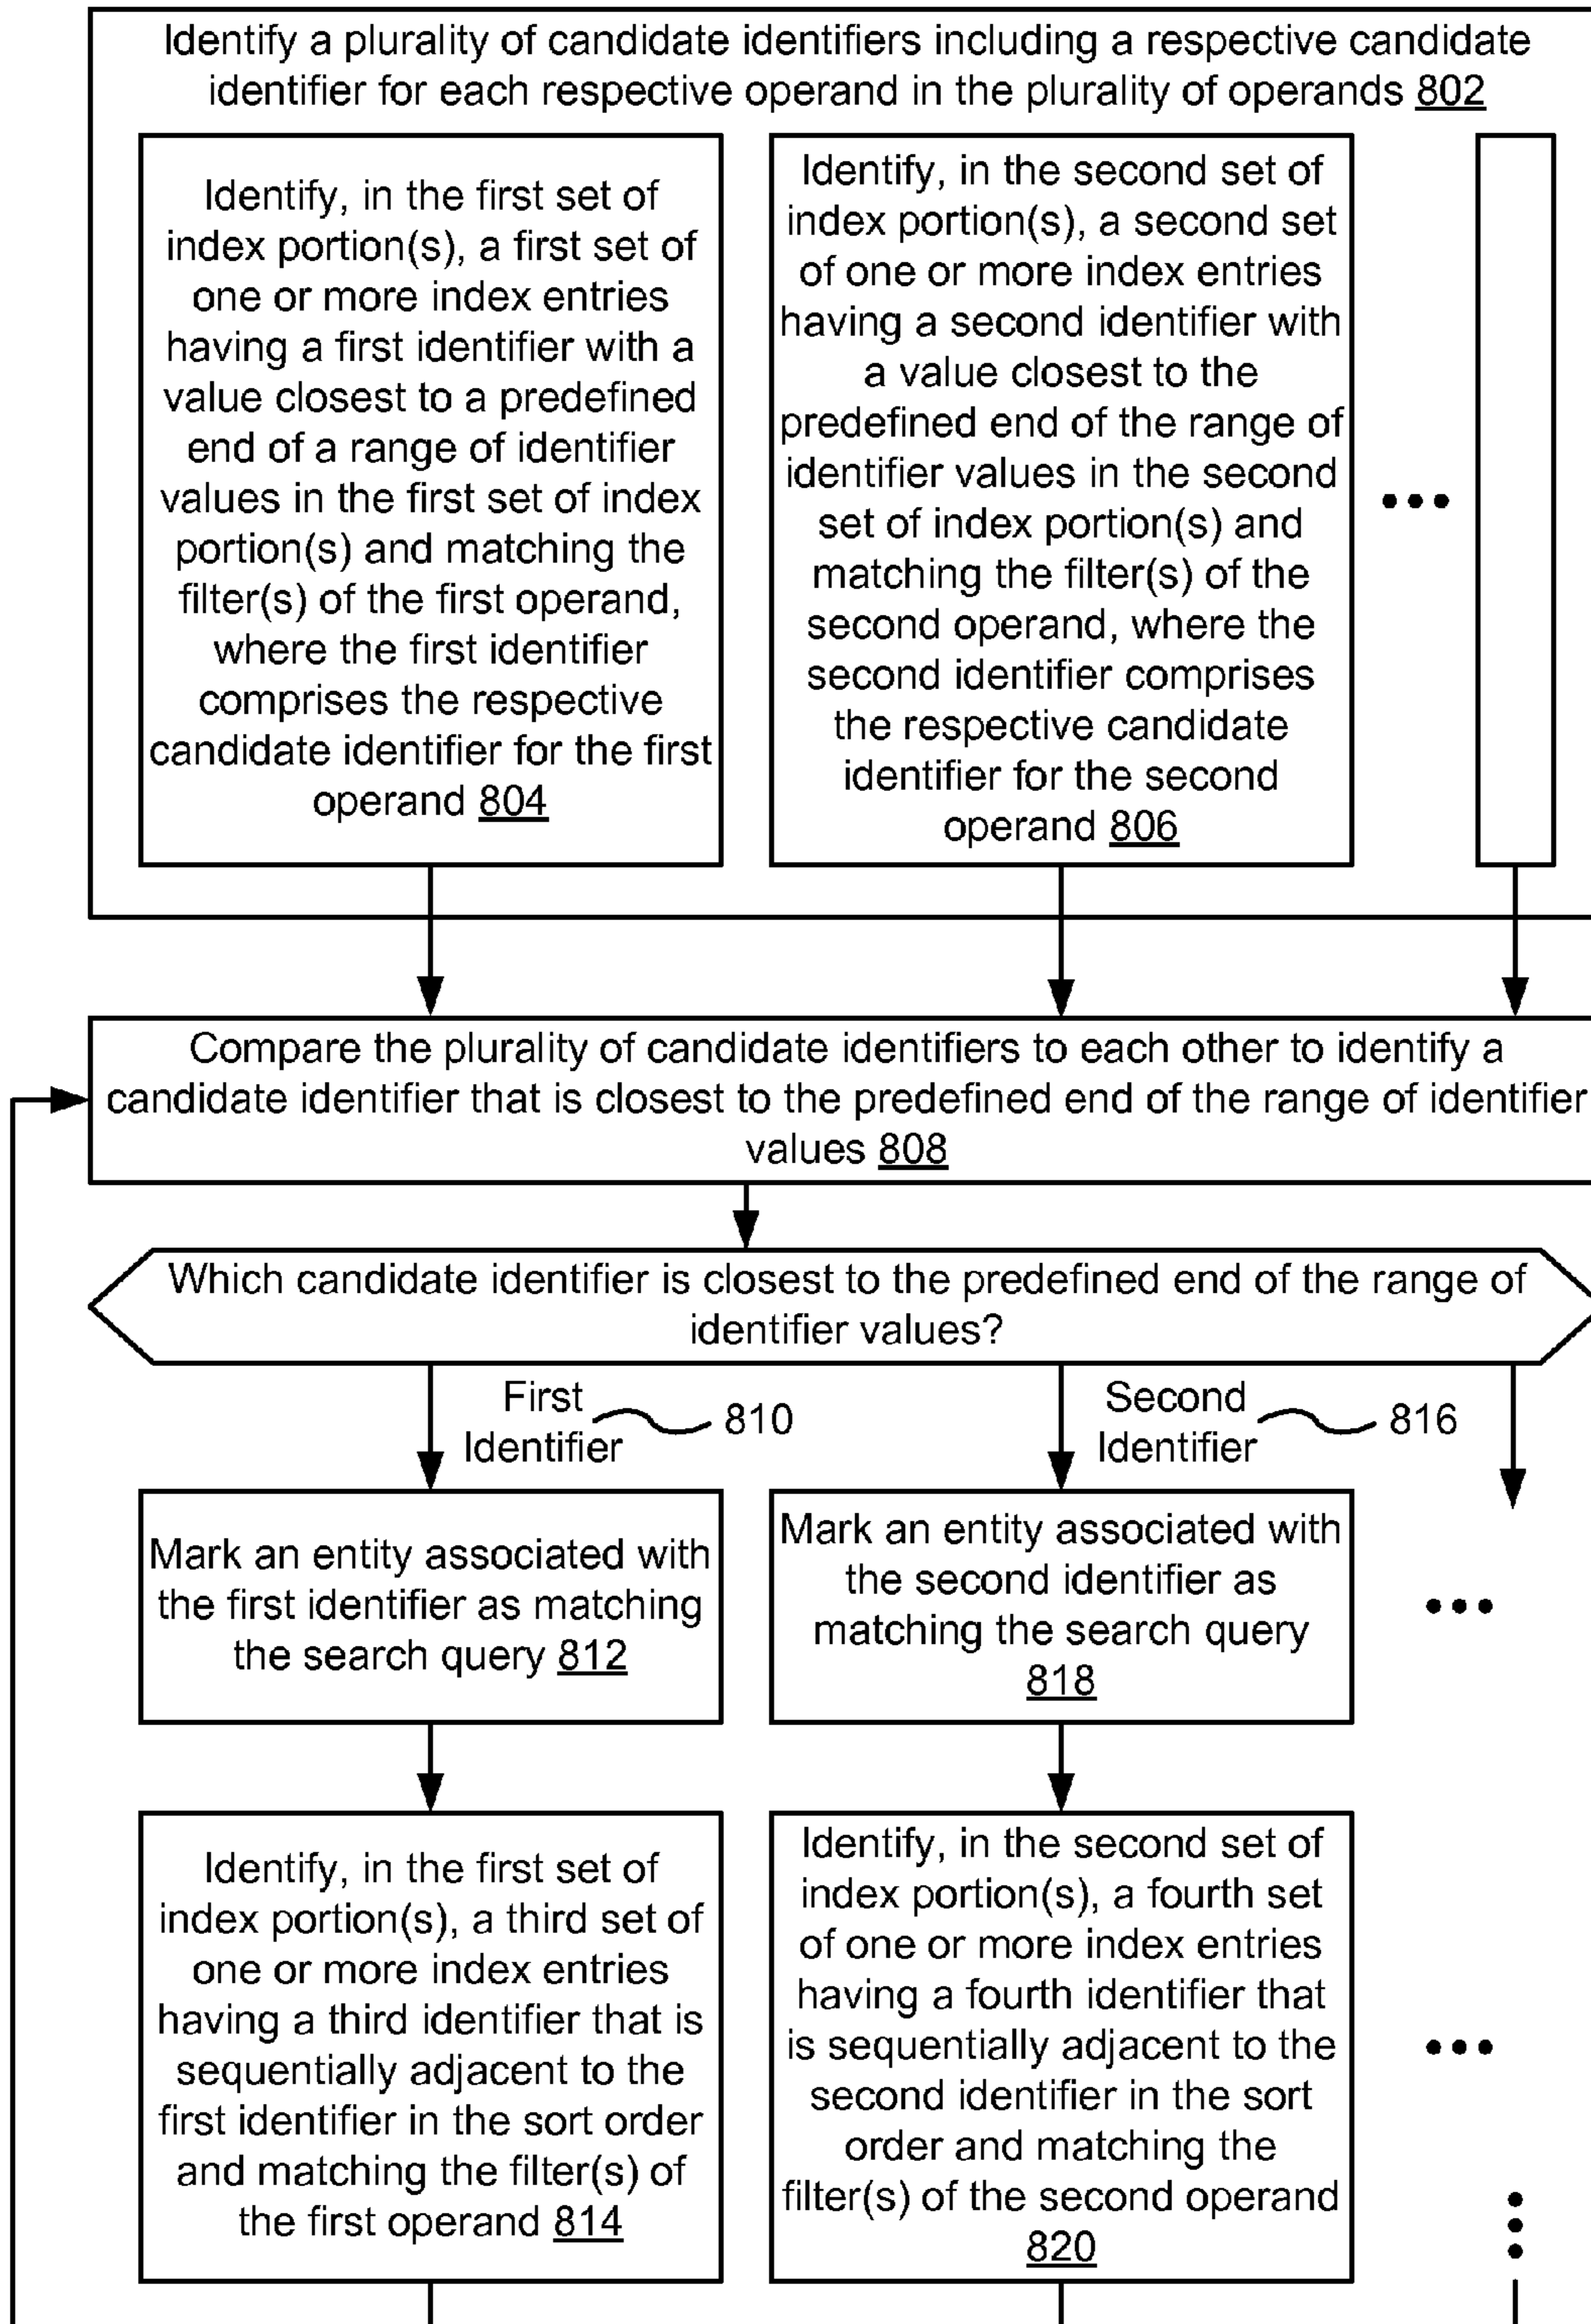 Identify a plurality of candidate identifiers including a respective candidate
identifier for each respective operand in the plurality of operands 802
Identify, in the first set of
index portion(s), a first set of
one or more index entries
having a first identifier with a
value closest to a predefined
end of a range of identifier
values in the first set of index
portion(s) and matching the
filter(s) of the first operand,
where the first identifier
comprises the respective
candidate identifier for the first
operand 804
Identify, in the second set of
index portion(s), a second set
of one or more index entries
having a second identifier with
a value closest to the
predefined end of the range of
identifier values in the second
set of index portion(s) and
matching the filter(s) of the
second operand, where the
second identifier comprises
the respective candidate
identifier for the second
operand 806
Compare the plurality of candidate identifiers to each other to identify a
candidate identifier that is closest to the predefined end of the range of identifier
values 808
Which candidate identifier is closest to the predefined end of the range of
identifier values?
First
Identifier
810
Second
Identifier
816
Mark an entity associated with
the first identifier as matching
the search query 812
Mark an entity associated with
the second identifier as
matching the search query
818
Identify, in the first set of
index portion(s), a third set of
one or more index entries
having a third identifier that is
sequentially adjacent to the
first identifier in the sort order
and matching the filter(s) of
the first operand 814
Identify, in the second set of
index portion(s), a fourth set
of one or more index entries
having a fourth identifier that
is sequentially adjacent to the
second identifier in the sort
order and matching the
filter(s) of the second operand
820